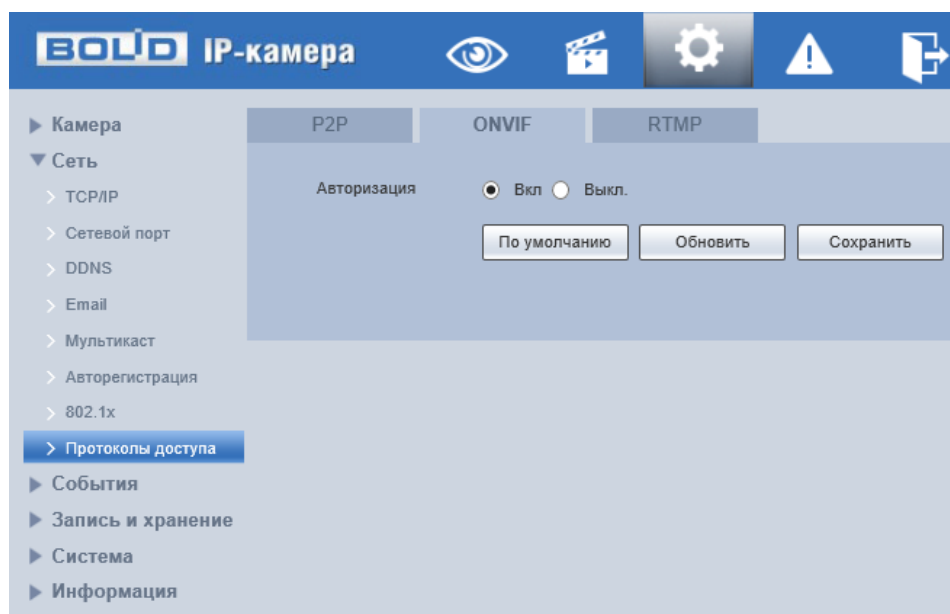 BOLID IP-камера
Камера
Сеть
TCP/IP
Сетевой порт
DDNS
Email
Мультикаст
Авторегистрация
802.1x
Протоколы доступа
События
Запись и хранение
Система
Информация
P2P ONVIF RTMP
Авторизация Вкл Выкл.
По умолчанию Обновить Сохранить